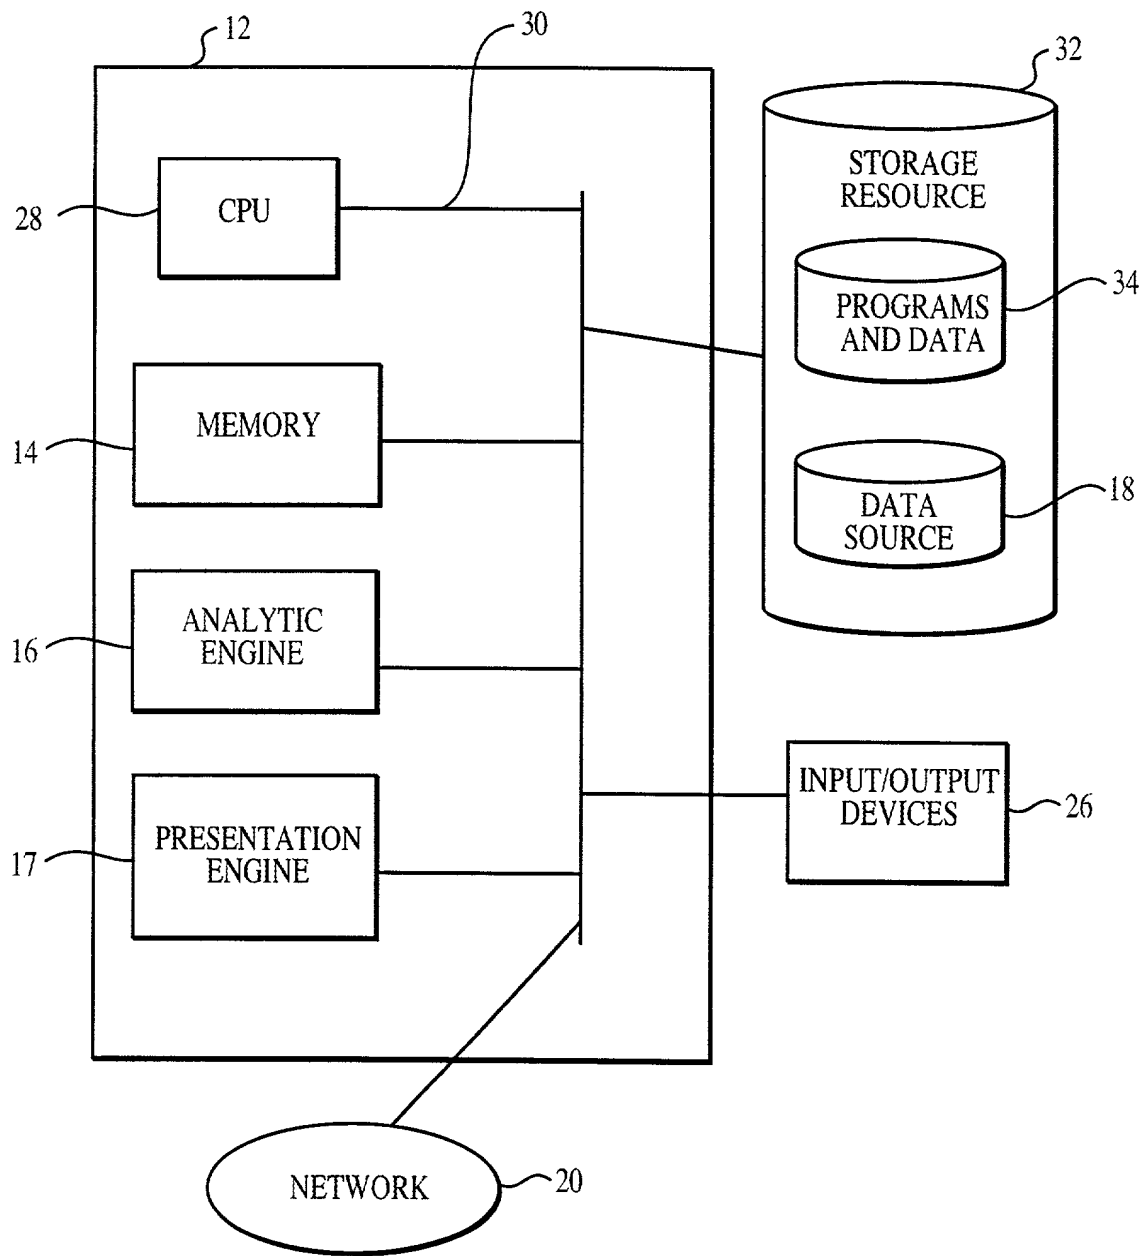 12
30
32
STORAGE
RESOURCE
CPU
28
34
PROGRAMS
AND DATA
MEMORY
14
18
DATA
SOURCE
ANALYTIC
ENGINE
16
INPUT/OUTPUT
DEVICES
26
PRESENTATION
ENGINE
17
NETWORK
20